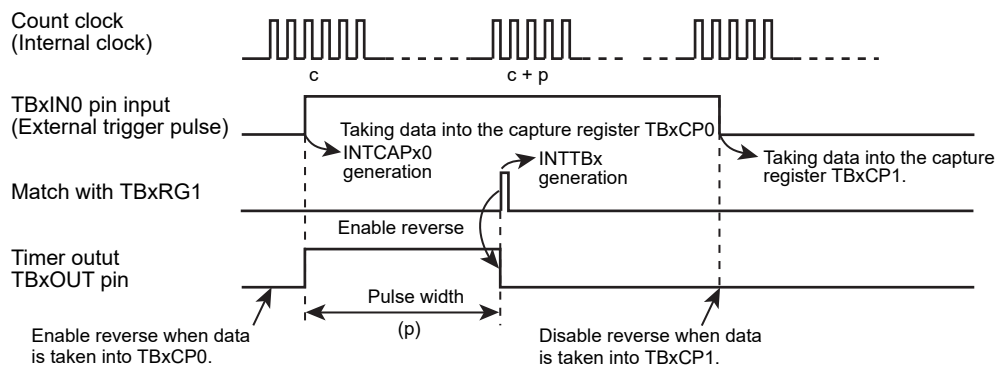 Count clock
(Internal clock)
c
c + p
TBxIN0 pin input
(External trigger pulse)
Taking data into the capture register TBxCP0
INTCAPx0
generation
INTTBx
generation
Taking data into the capture
register TBxCP1.
Match with TBxRG1
Enable reverse
Timer outut
TBxOUT pin
Pulse width
(p)
Enable reverse when data
is taken into TBxCP0.
Disable reverse when data
is taken into TBxCP1.